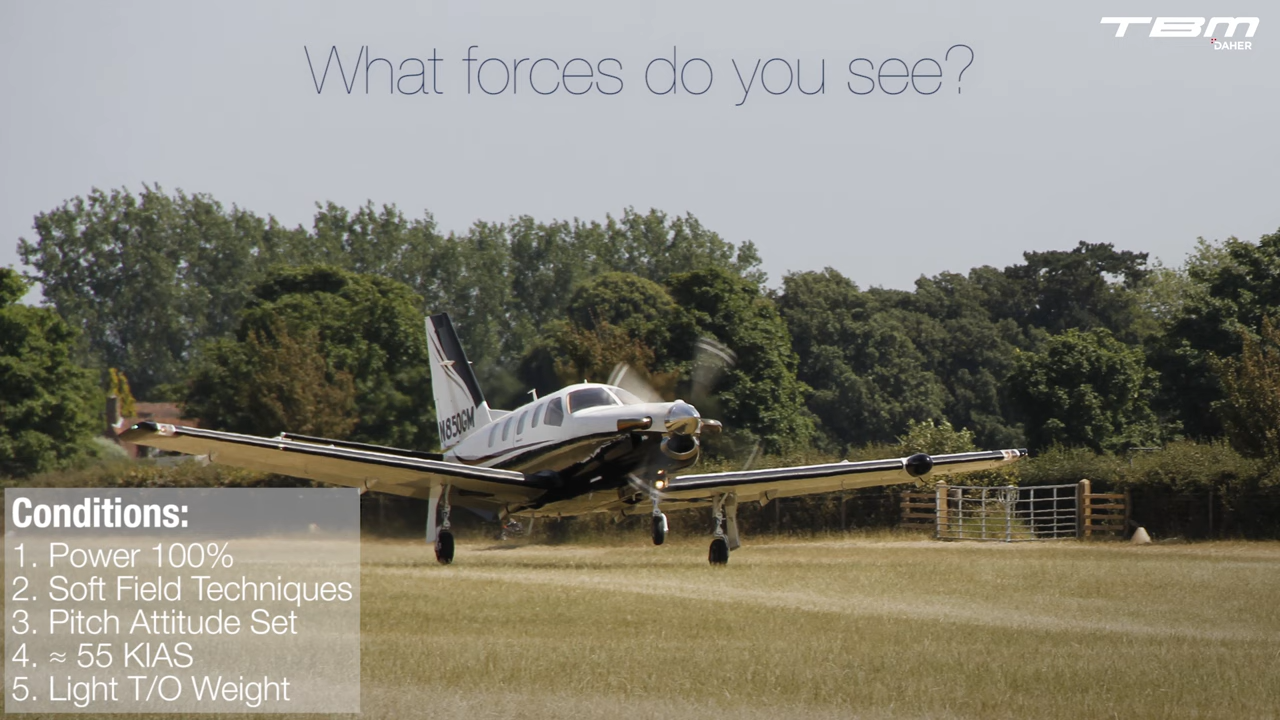 TBM
DAHER
What forces do you see?
N850GM
Conditions:
1. Power 100%
2. Soft Field Techniques
3. Pitch Attitude Set
4. ≈ 55 KIAS
5. Light T/O Weight